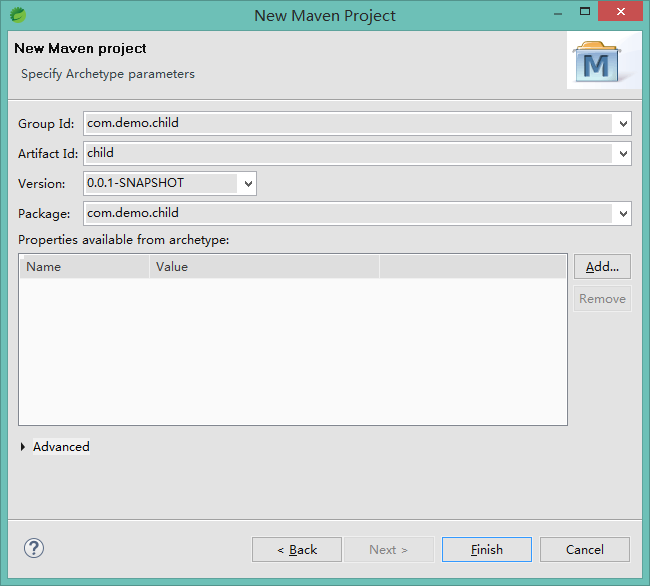 New Maven Project
New Maven project
Specify Archetype parameters
M
Group Id: com.demo.child
Artifact Id: child
Version: 0.0.1-SNAPSHOT
Package: com.demo.child
Properties available from archetype:
Name Value
Add...
Remove
Advanced
? < Back Next > Finish Cancel